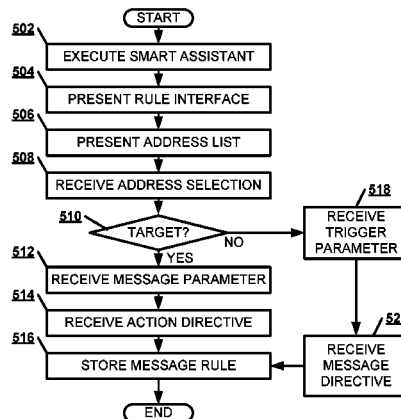 START
502
EXECUTE SMART ASSISTANT
504
PRESENT RULE INTERFACE
506
PRESENT ADDRESS LIST
508
RECEIVE ADDRESS SELECTION
510
TARGET?
NO
YES
518
RECEIVE
TRIGGER
PARAMETER
512
RECEIVE MESSAGE PARAMETER
514
RECEIVE ACTION DIRECTIVE
516
STORE MESSAGE RULE
52
RECEIVE
MESSAGE
DIRECTIVE
END